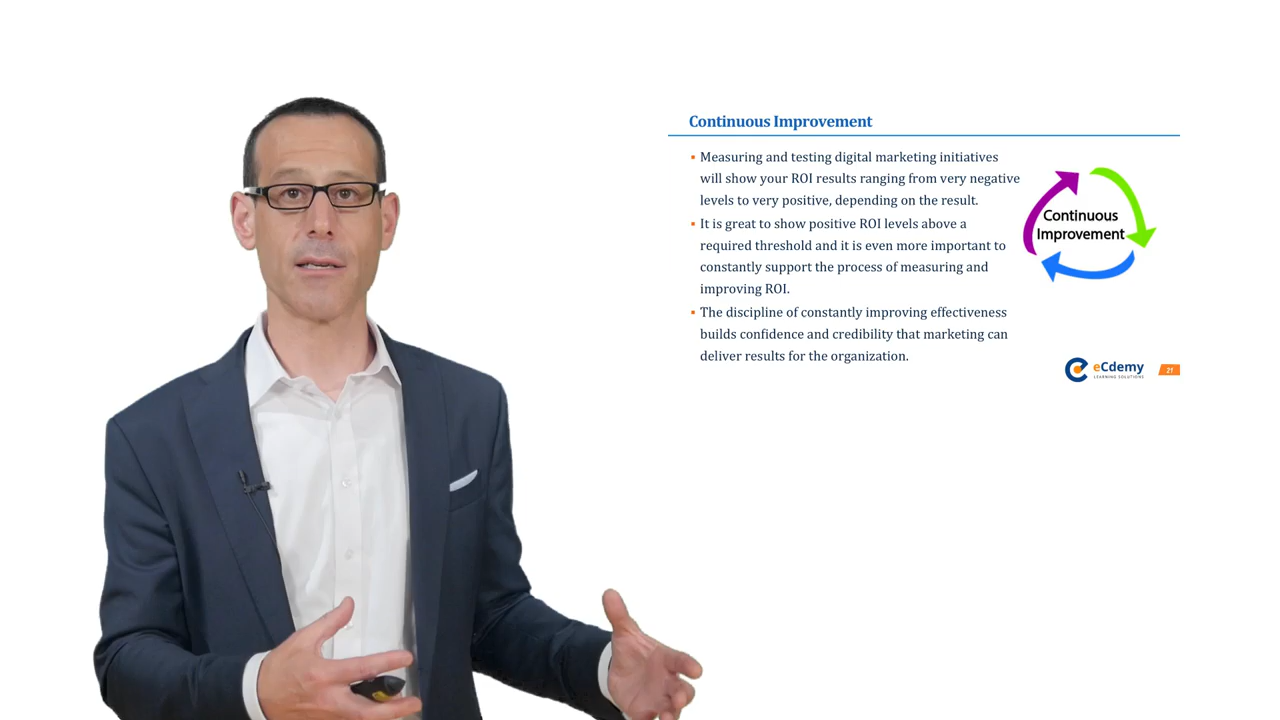 Continuous Improvement
▪ Measuring and testing digital marketing initiatives
will show your ROI results ranging from very negative
levels to very positive, depending on the result.
▪ It is great to show positive ROI levels above a
required threshold and it is even more important to
constantly support the process of measuring and
improving ROI.
▪ The discipline of constantly improving effectiveness
builds confidence and credibility that marketing can
deliver results for the organization.
Continuous
Improvement
eCdemy
LEARNING SOLUTIONS
21